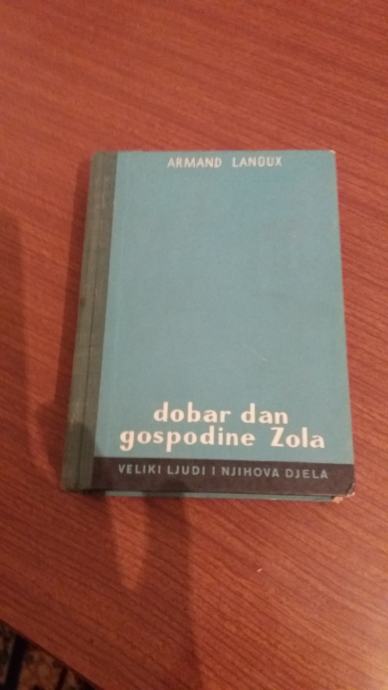 ARMAND LANOUX
dobar dan
gospodine Zola
VELIKI LJUDI I NJIHOVA DJELA